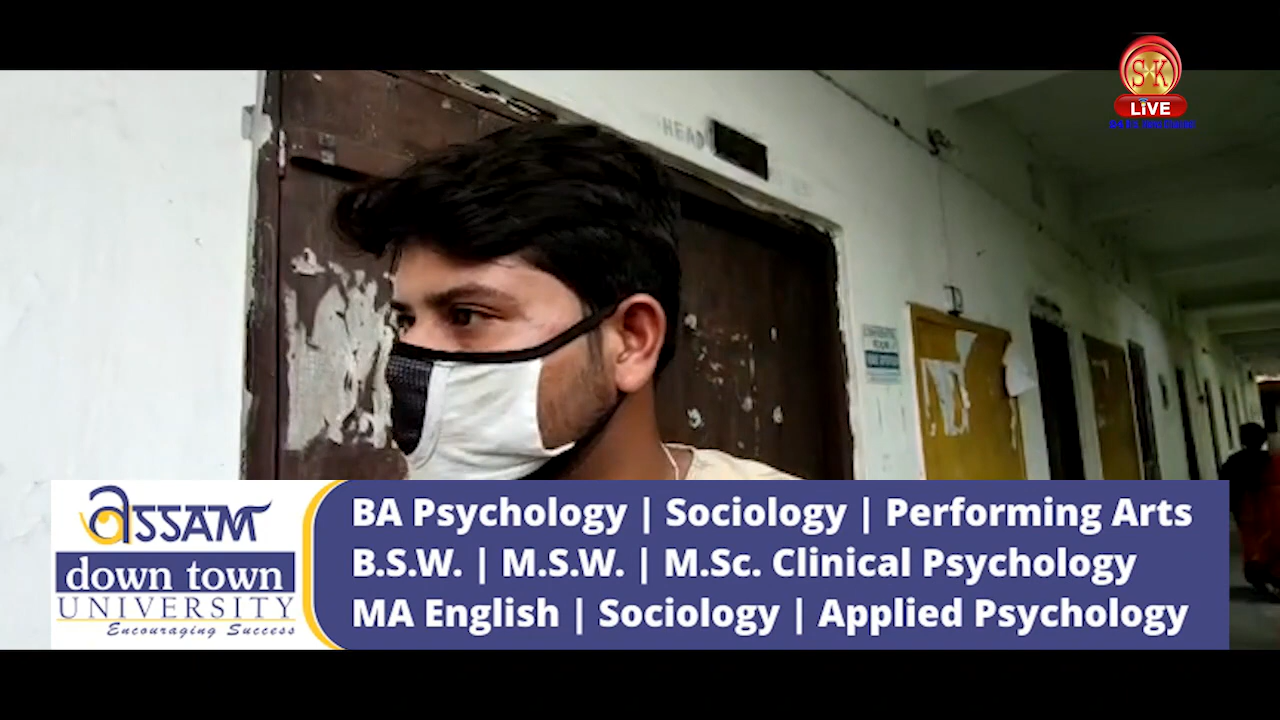 SK
LIVE
HEAD
ASSAM
down town
UNIVERSITY
Encouraging Success
BA Psychology | Sociology | Performing Arts
B.S.W. | M.S.W. | M.Sc. Clinical Psychology
MA English | Sociology | Applied Psychology